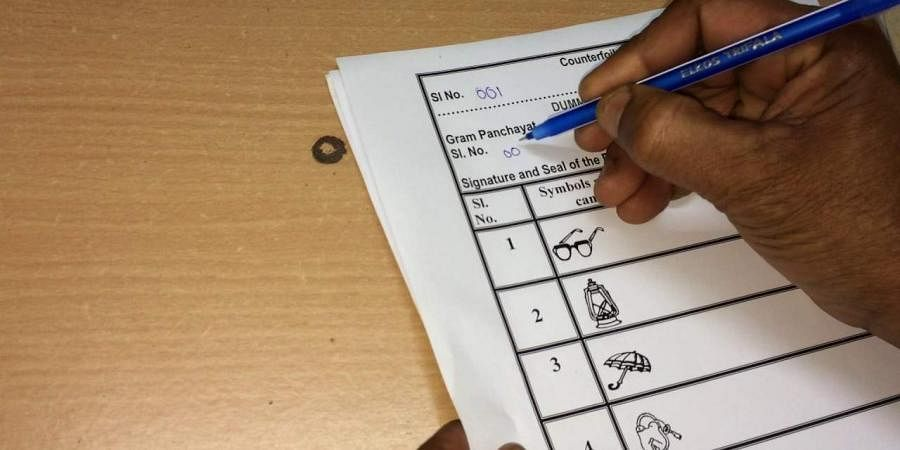 Counterfoil
Sl No. 001
Gram Panchayat
Sl. No. 00
Signature and Seal of the
Sl. No.
Symbols
1
2
3
4
ELKOS TRIPALA